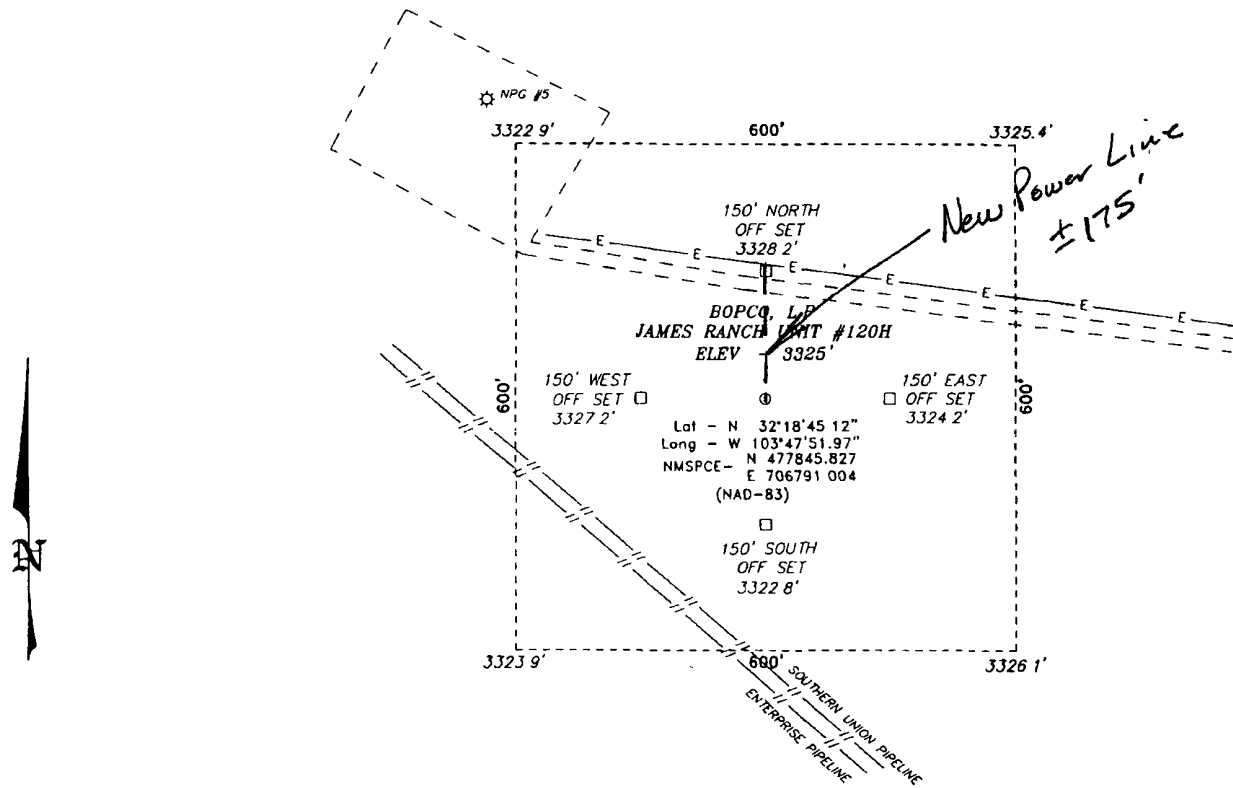 NPG #5
3322 9'
600'
3325.4'
New Power Line
±175'
150' NORTH
OFF SET
3328 2'
E
E
E
E
E
E
BOPCO, L.P
JAMES RANCH UNIT #120H
ELEV 3325'
600'
150' WEST
OFF SET
3327 2'
150' EAST
OFF SET
3324 2'
600'
Lat - N 32°18'45 12"
Long - W 103°47'51.97"
NMSPCE- N 477845.827
E 706791 004
(NAD-83)
N
150' SOUTH
OFF SET
3322 8'
3323 9'
600'
3326 1'
SOUTHERN UNION PIPELINE
ENTERPRISE PIPELINE